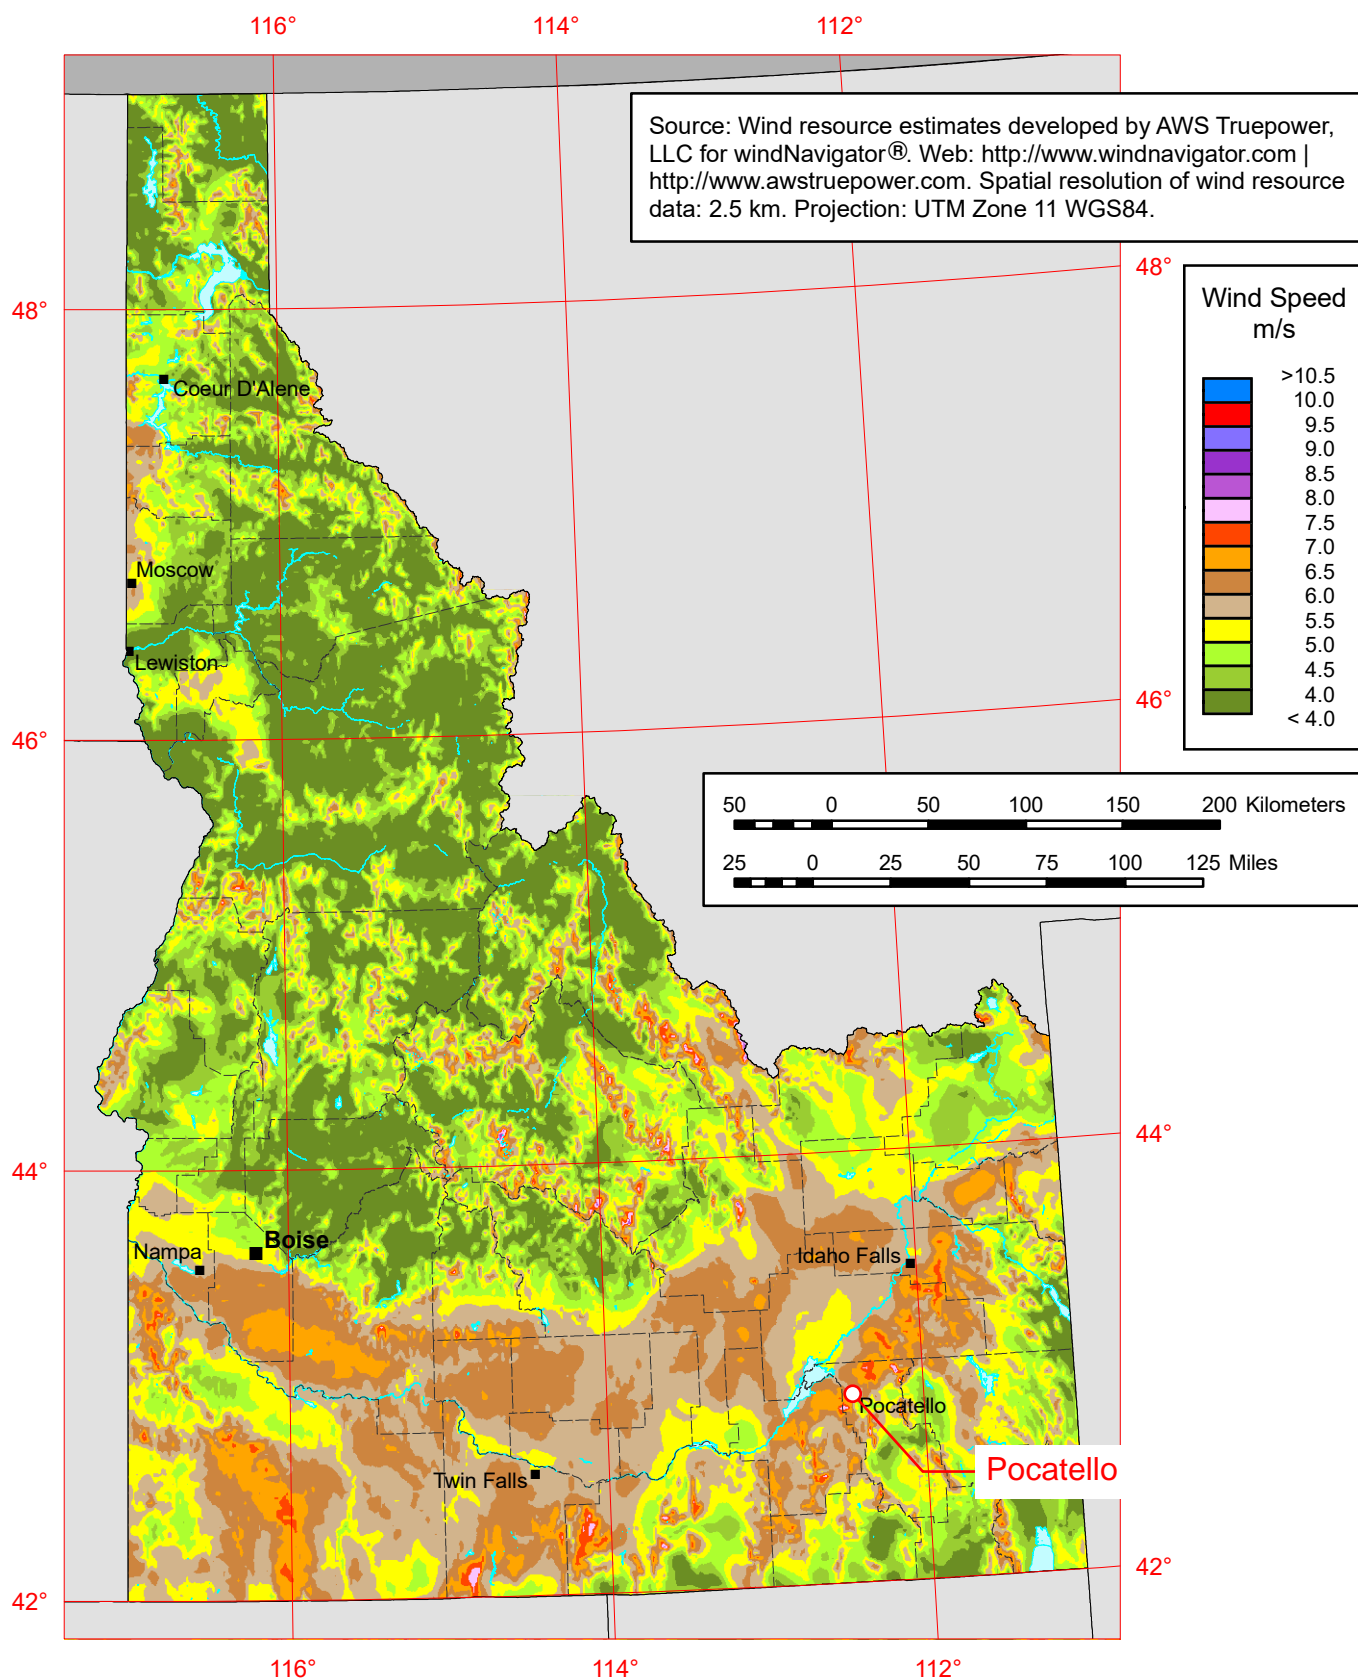 116°
114°
112°
Source: Wind resource estimates developed by AWS Truepower,
LLC for windNavigator®. Web: http://www.windnavigator.com |
http://www.awstruepower.com. Spatial resolution of wind resource
data: 2.5 km. Projection: UTM Zone 11 WGS84.
48°
48°
Wind Speed
m/s
>10.5
10.0
9.5
9.0
8.5
8.0
7.5
7.0
6.5
6.0
5.5
5.0
4.5
4.0
< 4.0
Coeur D'Alene
Moscow
Lewiston
46°
46°
50 0 50 100 150 200 Kilometers
25 0 25 50 75 100 125 Miles
44°
44°
Boise
Nampa
Idaho Falls
Pocatello
Pocatello
Twin Falls
42°
42°
116°
114°
112°